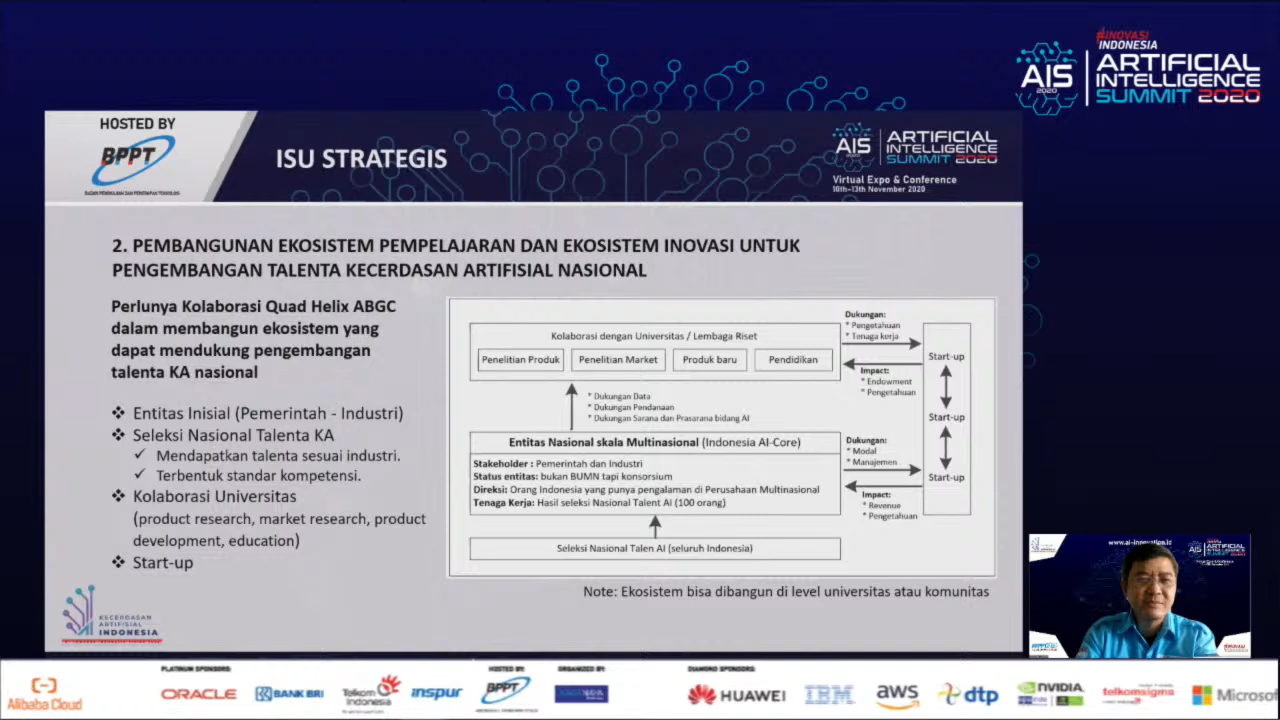 #INOVASI
INDONESIA
AIS
2020
ARTIFICIAL
INTELLIGENCE
SUMMIT 2020
HOSTED BY
BPPT
BADAN PENGKAJIAN DAN PENERAPAN TEKNOLOGI
ISU STRATEGIS
AIS
2020
ARTIFICIAL
INTELLIGENCE
SUMMIT 2020
Virtual Expo & Conference
10th-13th November 2020
2. PEMBANGUNAN EKOSISTEM PEMPELAJARAN DAN EKOSISTEM INOVASI UNTUK
PENGEMBANGAN TALENTA KECERDASAN ARTIFISIAL NASIONAL
Perlunya Kolaborasi Quad Helix ABGC
dalam membangun ekosistem yang
dapat mendukung pengembangan
talenta KA nasional
❖ Entitas Inisial (Pemerintah - Industri)
❖ Seleksi Nasional Talenta KA
✓ Mendapatkan talenta sesuai industri.
✓ Terbentuk standar kompetensi.
❖ Kolaborasi Universitas
(product research, market research, product
development, education)
❖ Start-up
Kolaborasi dengan Universitas / Lembaga Riset
Penelitian Produk
Penelitian Market
Produk baru
Pendidikan
* Dukungan Data
* Dukungan Pendanaan
* Dukungan Sarana dan Prasarana bidang AI
Entitas Nasional skala Multinasional (Indonesia AI-Core)
Stakeholder : Pemerintah dan Industri
Status entitas: bukan BUMN tapi konsorsium
Direksi: Orang Indonesia yang punya pengalaman di Perusahaan Multinasional
Tenaga Kerja: Hasil seleksi Nasional Talent AI (100 orang)
Seleksi Nasional Talen AI (seluruh Indonesia)
Dukungan:
* Pengetahuan
* Tenaga kerja
Impact:
* Endowment
* Pengetahuan
Dukungan:
* Modal
* Manajemen
Impact:
* Revenue
* Pengetahuan
Start-up
Start-up
Start-up
Note: Ekosistem bisa dibangun di level universitas atau komunitas
KECERDASAN
ARTIFISIAL
INDONESIA
www.ai-innovation.id
AIS
ARTIFICIAL
INTELLIGENCE
SUMMIT 2020
BPPT
Alibaba Cloud
PLATINUM SPONSORS:
ORACLE
BANK BRI
Telkom
Indonesia
inspur
HOSTED BY:
BPPT
ORGANIZED BY:
DIAMOND SPONSORS:
HUAWEI
IBM
aws
dtp
NVIDIA
telkomsigma
Microsoft